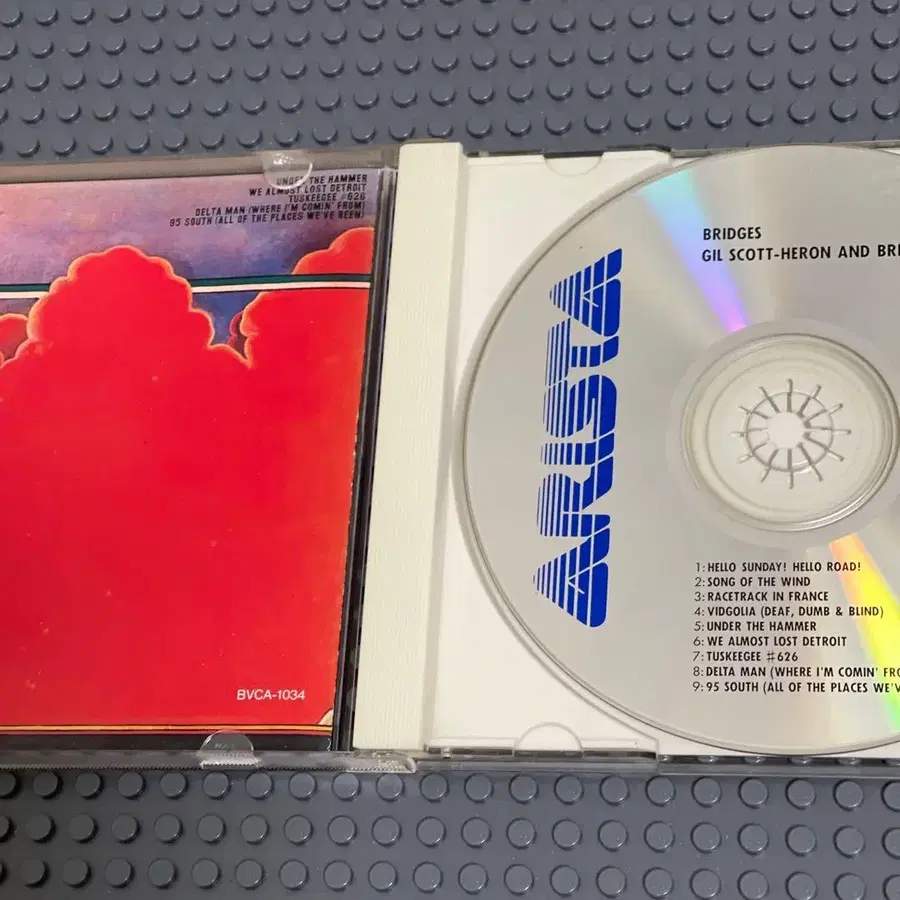 UNDER THE HAMMER
WE ALMOST LOST DETROIT
TUSKEEGEE #626
DELTA MAN (WHERE I'M COMIN' FROM)
95 SOUTH (ALL OF THE PLACES WE'VE BEEN)
BVCA-1034
ARISTA
BRIDGES
GIL SCOTT-HERON AND BRI
1:HELLO SUNDAY! HELLO ROAD!
2:SONG OF THE WIND
3:RACETRACK IN FRANCE
4:VIDGOLIA (DEAF, DUMB & BLIND)
5:UNDER THE HAMMER
6:WE ALMOST LOST DETROIT
7:TUSKEEGEE #626
8:DELTA MAN (WHERE I'M COMIN' FRO
9:95 SOUTH (ALL OF THE PLACES WE'V